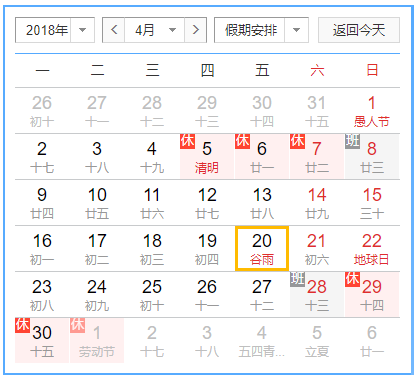 2018年 4月 假期安排 返回今天
一 二 三 四 五 六 日
26 27 28 29 30 31 1
初十 十一 十二 十三 十四 十五 愚人节
休 休 休 班
2 3 4 5 6 7 8
十七 十八 十九 清明 廿一 廿二 廿三
9 10 11 12 13 14 15
廿四 廿五 廿六 廿七 廿八 廿九 三十
16 17 18 19 20 21 22
初一 初二 初三 初四 谷雨 初六 地球日
班 休
23 24 25 26 27 28 29
初八 初九 初十 十一 十二 十三 十四
休 休
30 1 2 3 4 5 6
十五 劳动节 十七 十八 五四青... 立夏 廿一